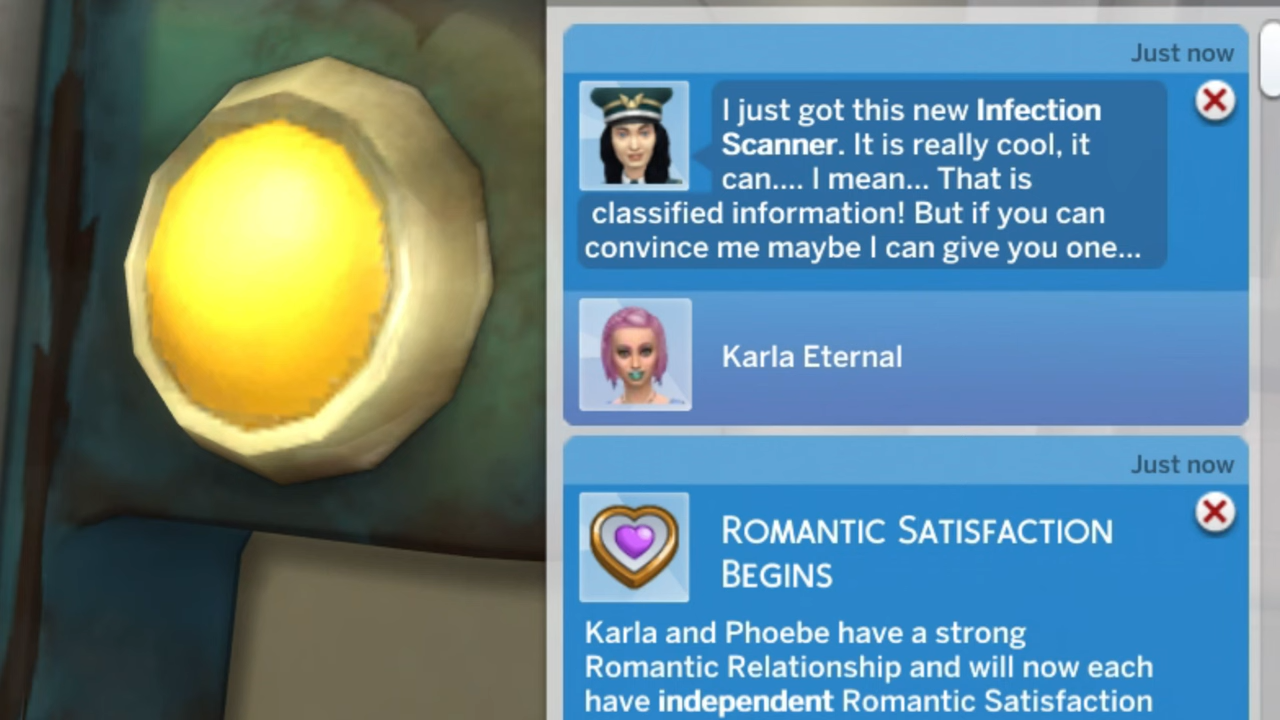 Just now
I just got this new Infection
Scanner. It is really cool, it
can.... I mean... That is
classified information! But if you can
convince me maybe I can give you one...
Karla Eternal
Just now
ROMANTIC SATISFACTION
BEGINS
Karla and Phoebe have a strong
Romantic Relationship and will now each
have independent Romantic Satisfaction